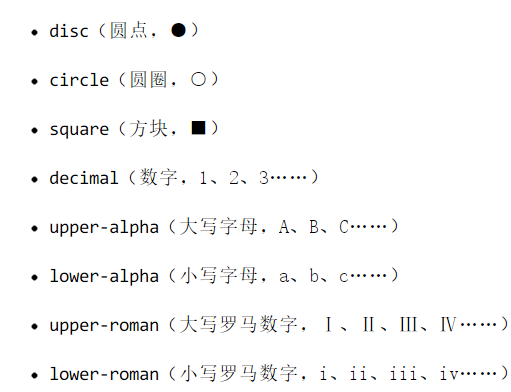 • disc（圆点，●）
• circle（圆圈，○）
• square（方块，■）
• decimal（数字，1、2、3……）
• upper-alpha（大写字母，A、B、C……）
• lower-alpha（小写字母，a、b、c……）
• upper-roman（大写罗马数字，Ⅰ、Ⅱ、Ⅲ、Ⅳ……）
• lower-roman（小写罗马数字，i、ii、iii、iv……）